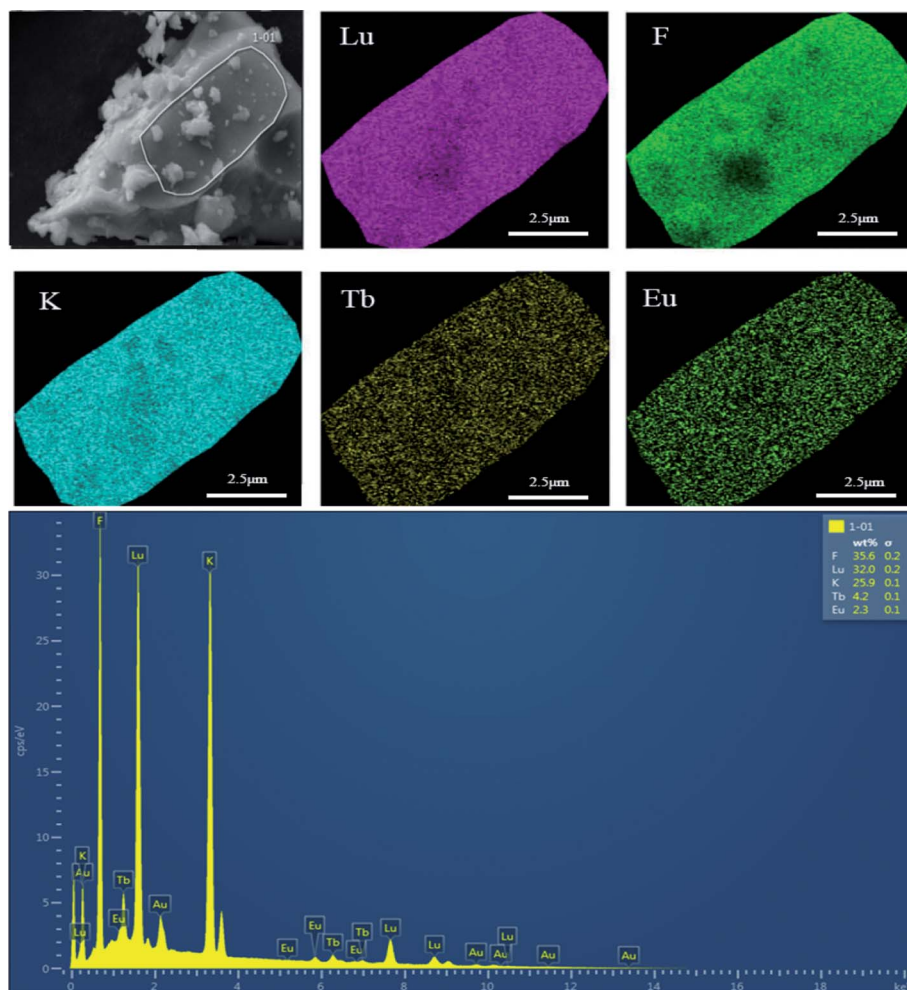 1-01
Lu
2.5µm
F
2.5µm
K
2.5µm
Tb
2.5µm
Eu
2.5µm
1-01
wt% σ
F 35.6 0.2
Lu 32.0 0.2
K 25.9 0.1
Tb 4.2 0.1
Eu 2.3 0.1
cps/eV
30
25
20
15
10
5
0
F
Lu
K
K
Au
Lu
Tb
Eu
Au
Eu
Eu
Tb
Eu
Tb
Lu
Lu
Au
Lu
Au
Au
Au
0 2 4 6 8 10 12 14 16 18 ke